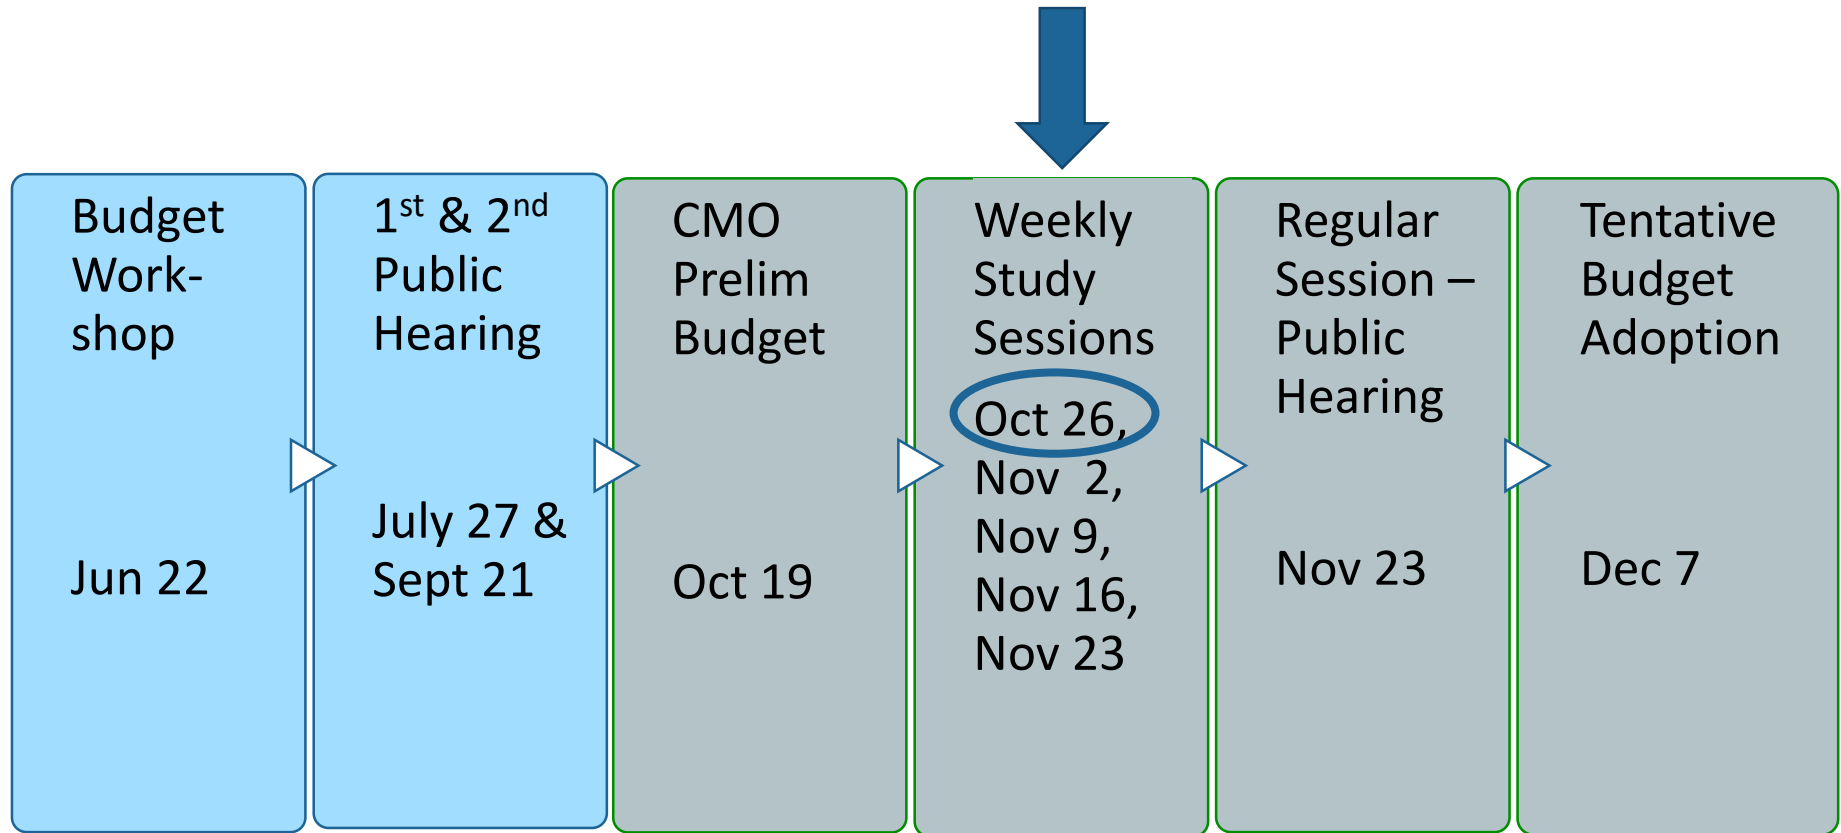 Budget
Work-
shop
Jun 22
1st & 2nd
Public
Hearing
July 27 &
Sept 21
CMO
Prelim
Budget
Oct 19
Weekly
Study
Sessions
Oct 26,
Nov  2,
Nov 9,
Nov 16,
Nov 23
Regular
Session –
Public
Hearing
Nov 23
Tentative
Budget
Adoption
Dec 7